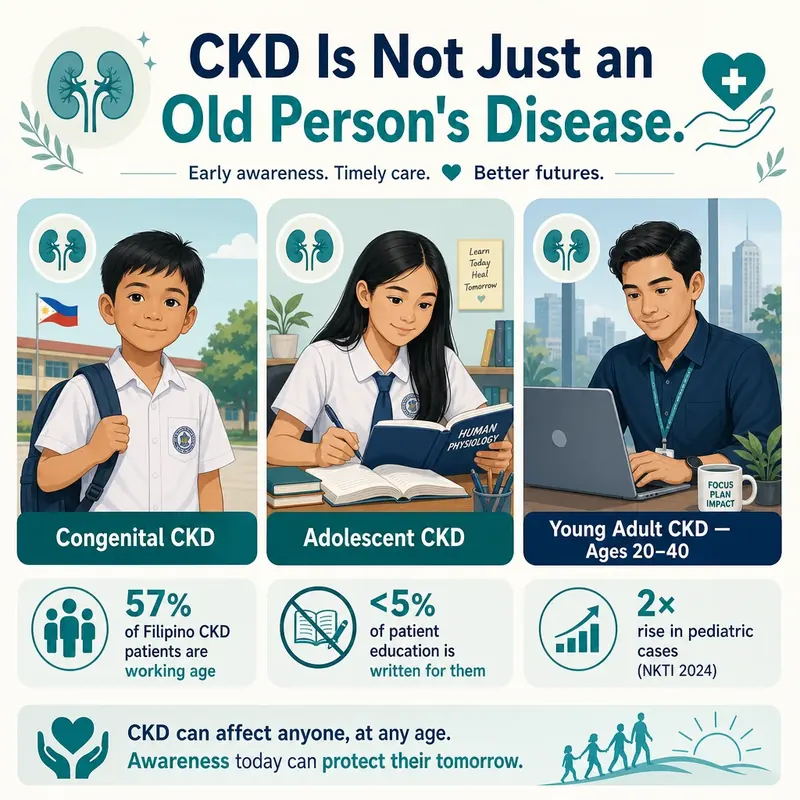 CKD Is Not Just an
Old Person's Disease.
Early awareness. Timely care. Better futures.
Learn
Today
Heal
Tomorrow
HUMAN
PHYSIOLOGY
FOCUS
PLAN
IMPACT
Congenital CKD
Adolescent CKD
Young Adult CKD —
Ages 20–40
57%
of Filipino CKD
patients are
working age
<5%
of patient
education is
written for them
2×
rise in pediatric
cases
(NKTI 2024)
CKD can affect anyone, at any age.
Awareness today can protect their tomorrow.